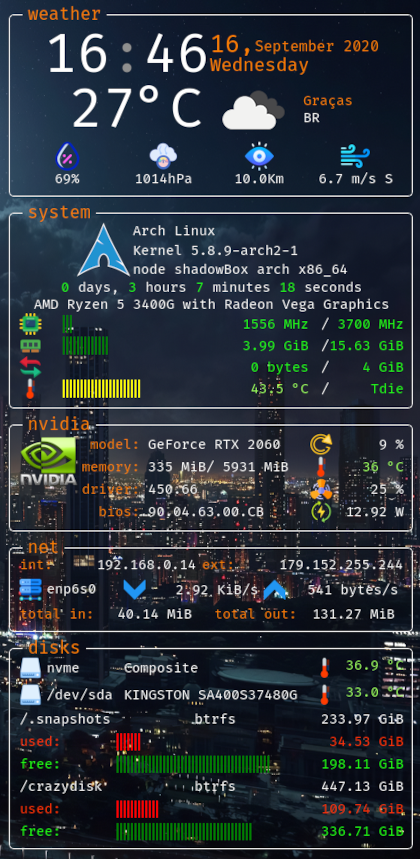 weather
16:46
16, September 2020
Wednesday
27°C
Graças
BR
69% 1014hPa 10.0Km 6.7 m/s S
system
Arch Linux
Kernel 5.8.9-arch2-1
node shadowBox arch x86_64
0 days, 3 hours 7 minutes 18 seconds
AMD Ryzen 5 3400G with Radeon Vega Graphics
1556 MHz / 3700 MHz
3.99 GiB /15.63 GiB
0 bytes / 4 GiB
43.5 °C / Tdie
nvidia
model: GeForce RTX 2060 9 %
memory: 335 MiB/ 5931 MiB 36 °C
driver: 450.66 25 %
bios: 90.04.63.00.CB 12.92 W
NVIDIA
net
int: 192.168.0.14 ext: 179.152.255.244
enp6s0 2.92 KiB/s 541 bytes/s
total in: 40.14 MiB total out: 131.27 MiB
disks
nvme Composite 36.9 °C
/dev/sda KINGSTON SA400S37480G 33.0 °C
/.snapshots btrfs 233.97 GiB
used: 34.53 GiB
free: 198.11 GiB
/crazydisk btrfs 447.13 GiB
used: 109.74 GiB
free: 336.71 GiB